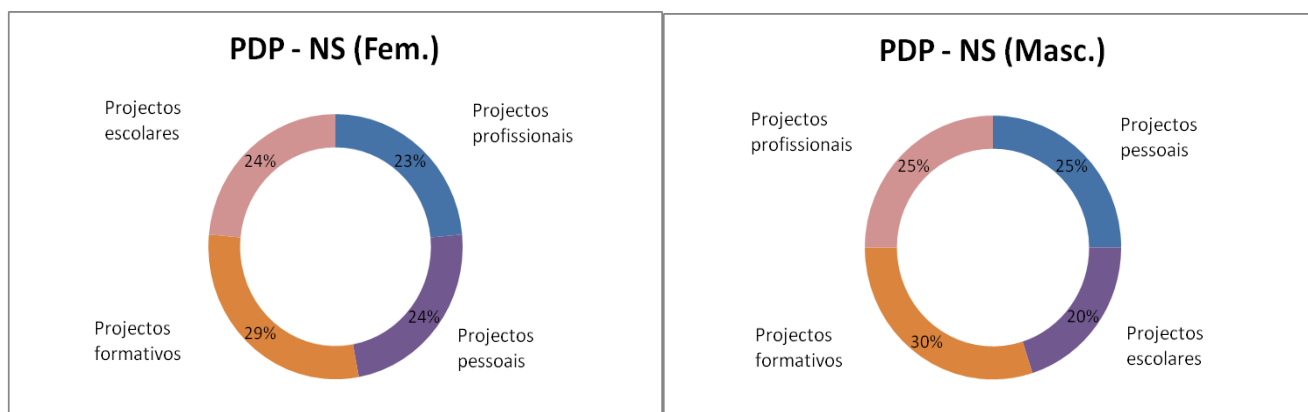 PDP - NS (Fem.)
Projectos
escolares
Projectos
profissionais
24%
23%
Projectos
formativos
29%
24%
Projectos
pessoais
PDP - NS (Masc.)
Projectos
profissionais
Projectos
pessoais
25%
25%
Projectos
formativos
30%
20%
Projectos
escolares